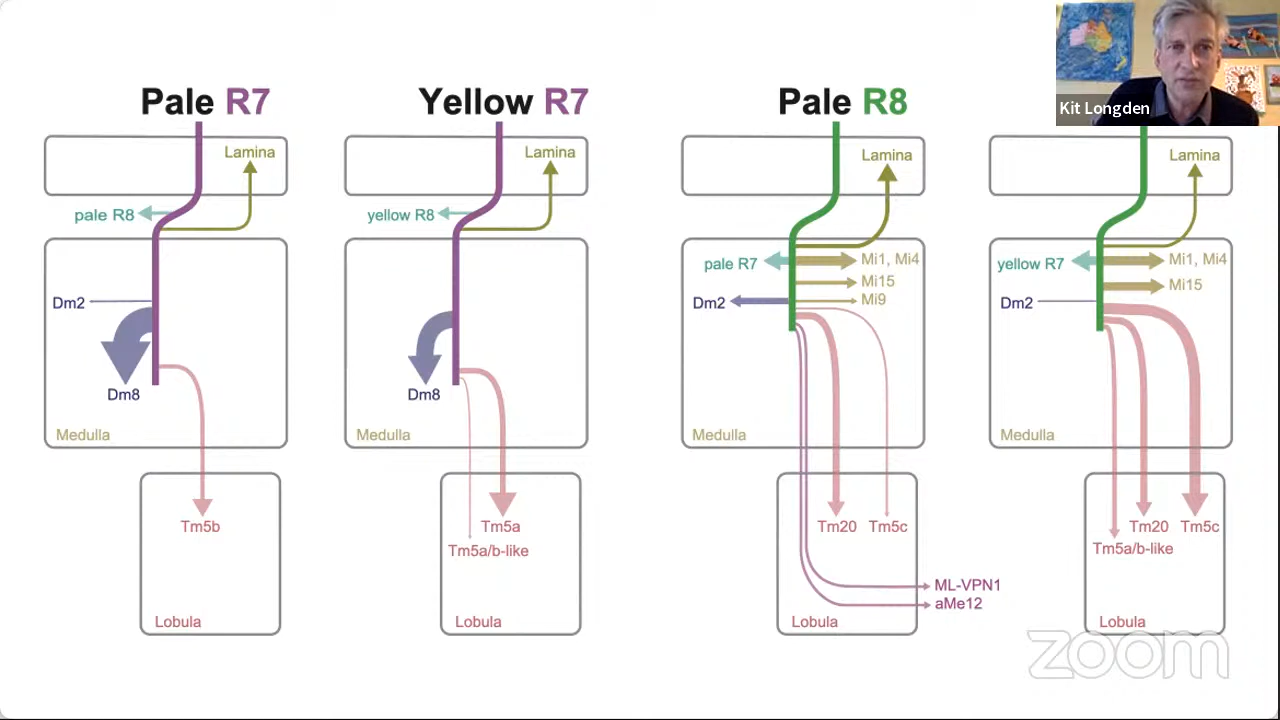 Kit Longden
Pale R7
Lamina
pale R8
Dm2
Dm8
Medulla
Tm5b
Lobula
Yellow R7
Lamina
yellow R8
Dm8
Medulla
Tm5a
Tm5a/b-like
Lobula
Pale R8
Lamina
pale R7
Mi1, Mi4
Mi15
Mi9
Dm2
Medulla
Tm20 Tm5c
ML-VPN1
aMe12
Lobula
Lamina
yellow R7
Mi1, Mi4
Mi15
Dm2
Medulla
Tm20 Tm5c
Tm5a/b-like
Lobula
zoom